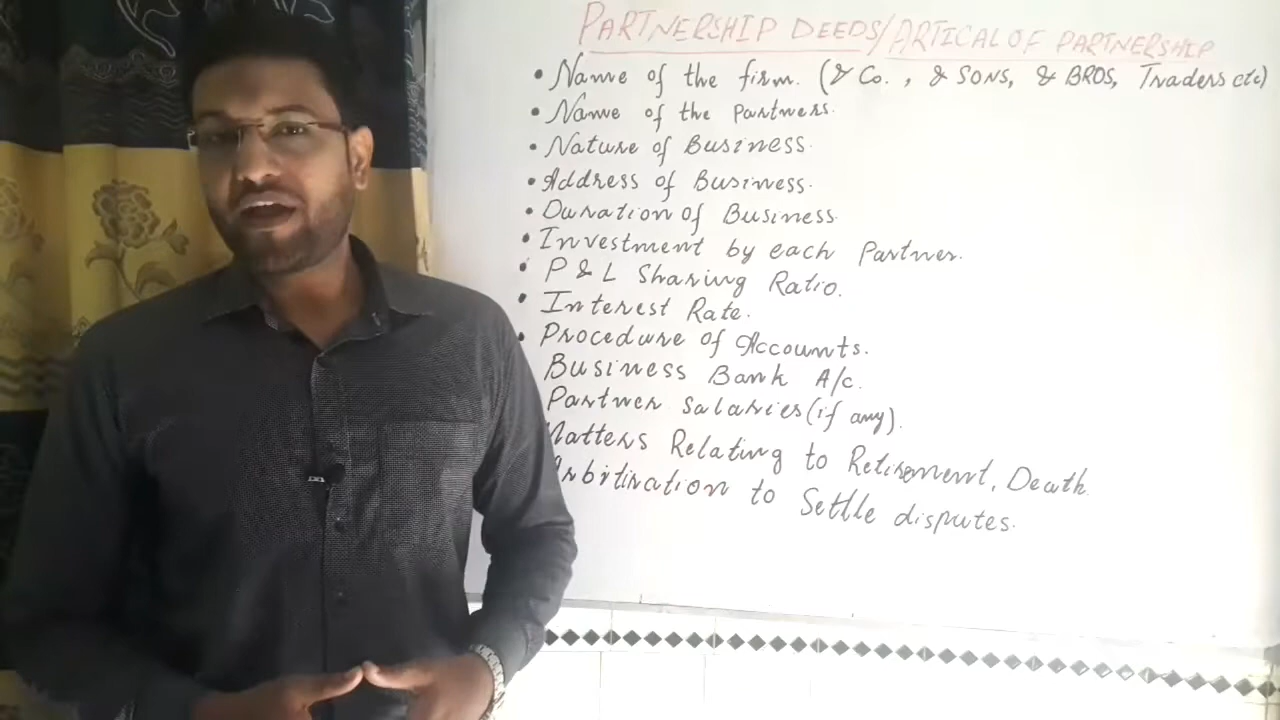 PARTNERSHIP DEEDS/ARTICAL OF PARTNERSHIP
• Name of the firm. (& Co., & SONS, & BROS, Traders etc)
• Name of the partners.
• Nature of Business.
• Address of Business.
• Duration of Business
• Investment by each Partner.
• P & L Sharing Ratio.
• Interest Rate.
• Procedure of Accounts.
Business Bank A/c.
Partner Salaries (if any).
Matters Relating to Retirement, Death.
Arbitiration to Settle disputes.